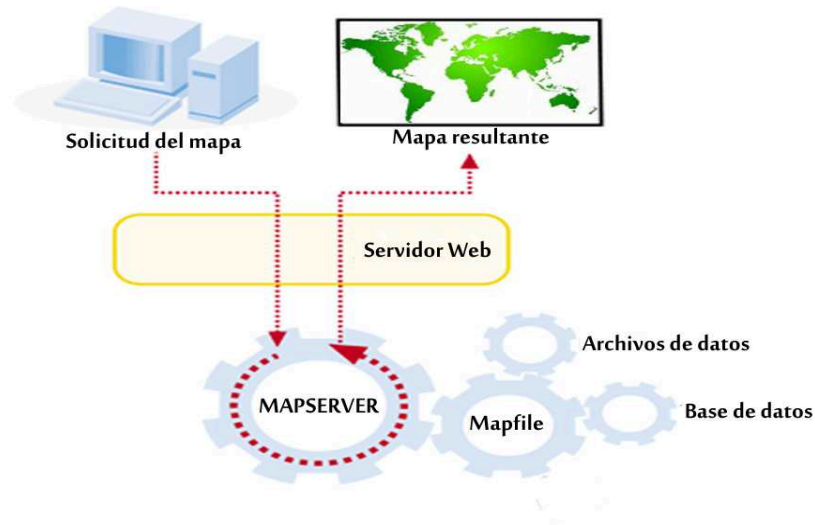 Solicitud del mapa
Mapa resultante
Servidor Web
Archivos de datos
MAPSERVER
Mapfile
Base de datos